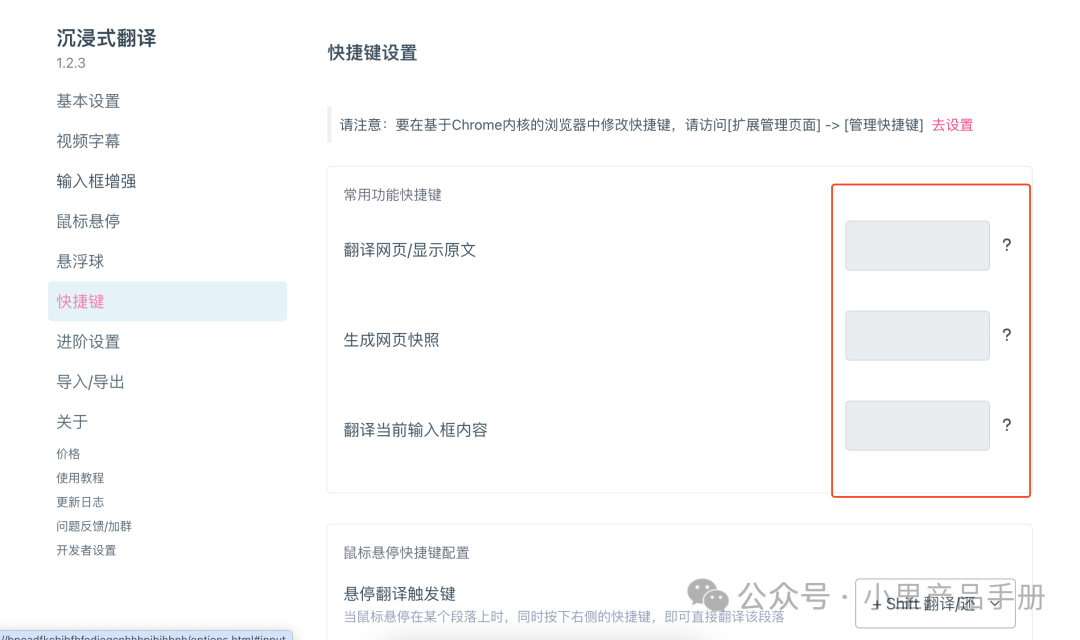 沉浸式翻译
1.2.3
基本设置
视频字幕
输入框增强
鼠标悬停
悬浮球
快捷键
进阶设置
导入/导出
关于
价格
使用教程
更新日志
问题反馈/加群
开发者设置
快捷键设置
请注意：要在基于Chrome内核的浏览器中修改快捷键，请访问[扩展管理页面] -> [管理快捷键] 去设置
常用功能快捷键
翻译网页/显示原文
?
生成网页快照
?
翻译当前输入框内容
?
鼠标悬停快捷键配置
悬停翻译触发键
当鼠标悬停在某个段落上时，同时按下右侧的快捷键，即可直接翻译该段落
+ Shift 翻译/还
公众号 · 小里产品手册